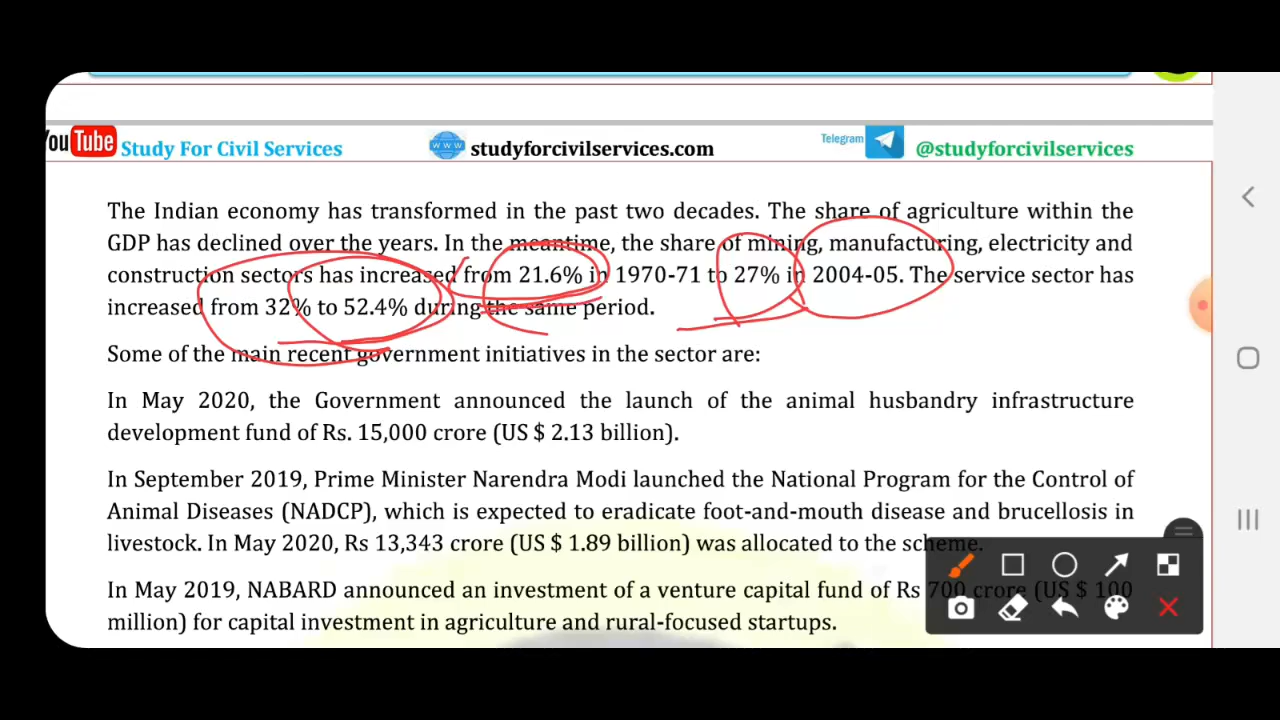 ouTube Study For Civil Services
www studyforcivilservices.com
Telegram @studyforcivilservices
The Indian economy has transformed in the past two decades. The share of agriculture within the
GDP has declined over the years. In the meantime, the share of mining, manufacturing, electricity and
construction sectors has increased from 21.6% in 1970-71 to 27% in 2004-05. The service sector has
increased from 32% to 52.4% during the same period.
Some of the main recent government initiatives in the sector are:
In May 2020, the Government announced the launch of the animal husbandry infrastructure
development fund of Rs. 15,000 crore (US $ 2.13 billion).
In September 2019, Prime Minister Narendra Modi launched the National Program for the Control of
Animal Diseases (NADCP), which is expected to eradicate foot-and-mouth disease and brucellosis in
livestock. In May 2020, Rs 13,343 crore (US $ 1.89 billion) was allocated to the scheme.
In May 2019, NABARD announced an investment of a venture capital fund of Rs 700 crore (US $ 100
million) for capital investment in agriculture and rural-focused startups.